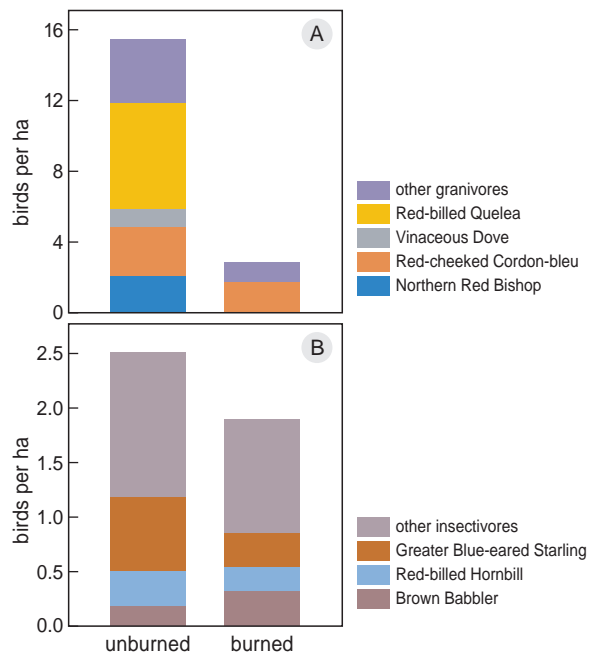 A
16
12
8
4
0
birds per ha
other granivores
Red-billed Quelea
Vinaceous Dove
Red-cheeked Cordon-bleu
Northern Red Bishop
B
2.5
2.0
1.5
1.0
0.5
0.0
birds per ha
other insectivores
Greater Blue-eared Starling
Red-billed Hornbill
Brown Babbler
unburned burned